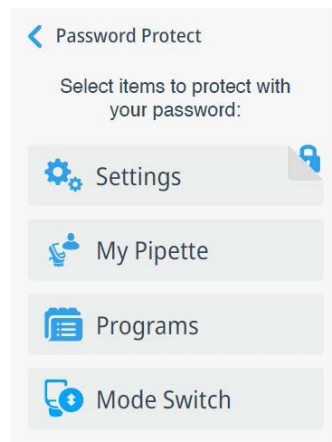 Password Protect
Select items to protect with
your password:
Settings
My Pipette
Programs
Mode Switch